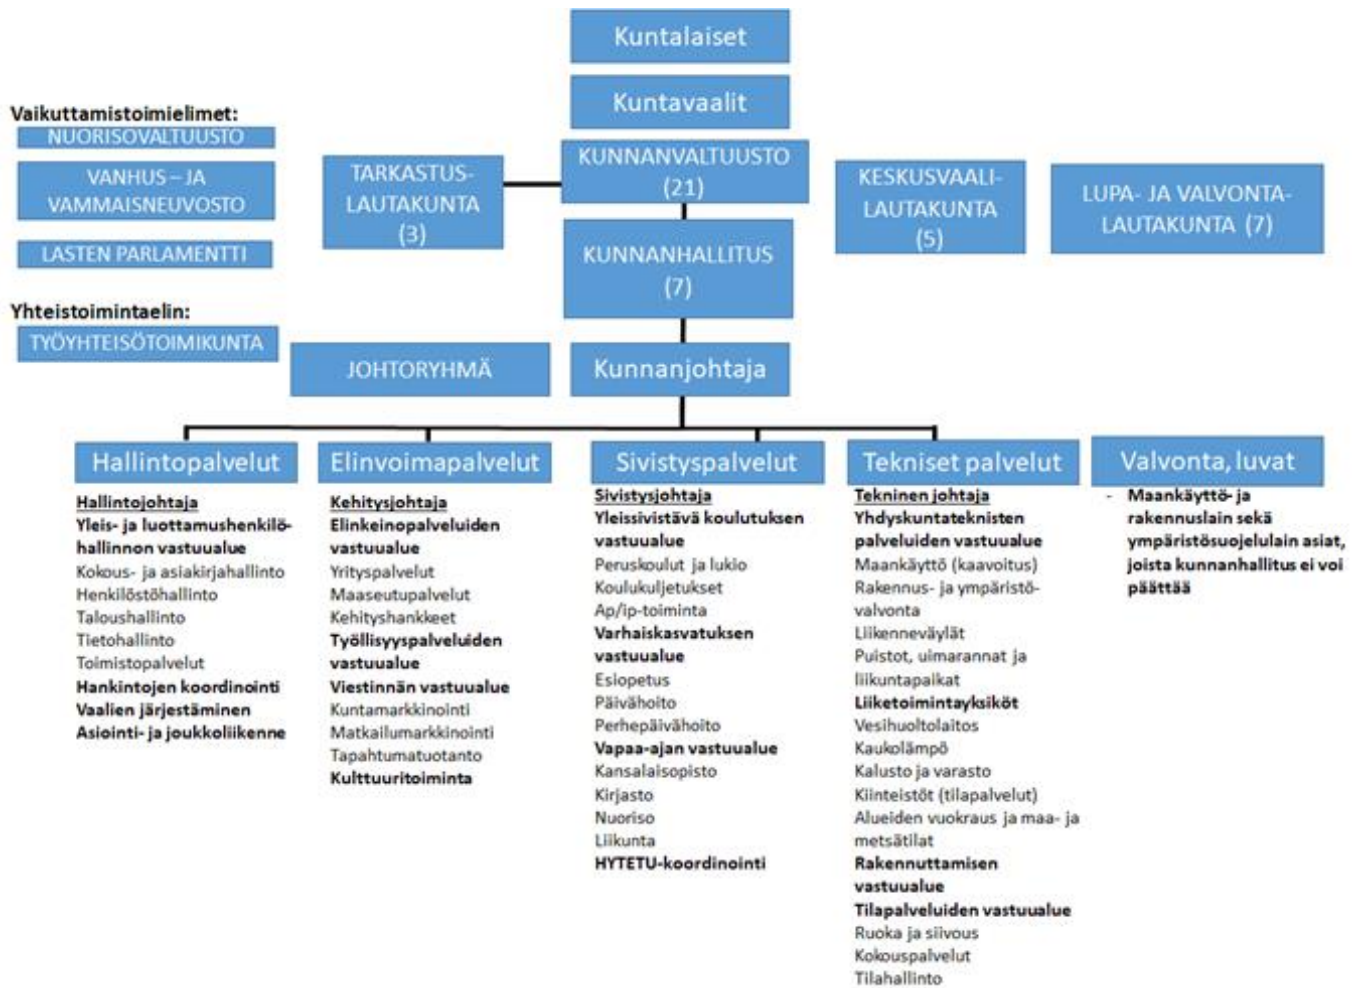 Kuntalaiset
Kuntavaalit
Vaikuttamistoimielimet:
NUORISOVALTUUSTO
VANHUS – JA
VAMMAISNEUVOSTO
LASTEN PARLAMENTTI
Yhteistoimintaelin:
TYÖYHTEISÖTOIMIKUNTA
TARKASTUS-
LAUTAKUNTA
(3)
KUNNANVALTUUSTO
(21)
KESKUSVAALI-
LAUTAKUNTA
(5)
LUPA- JA VALVONTA-
LAUTAKUNTA (7)
KUNNANHALLITUS
(7)
JOHTORYHMÄ
Kunnanjohtaja
Hallintopalvelut
Hallintojohtaja
Yleis- ja luottamushenkilö-
hallinnon vastuualue
Kokous- ja asiakirjahallinto
Henkilöstöhallinto
Taloushallinto
Tietohallinto
Toimistopalvelut
Hankintojen koordinointi
Vaalien järjestäminen
Asiointi- ja joukkoliikenne
Elinvoimapalvelut
Kehitysjohtaja
Elinkeinopalveluiden
vastuualue
Yrityspalvelut
Maaseutupalvelut
Kehityshankkeet
Työllisyyspalveluiden
vastuualue
Viestinnän vastuualue
Kuntamarkkinointi
Matkailumarkkinointi
Tapahtumatuotanto
Kulttuuritoiminta
Sivistyspalvelut
Sivistysjohtaja
Yleissivistävä koulutuksen
vastuualue
Peruskoulut ja lukio
Koulukuljetukset
Ap/ip-toiminta
Varhaiskasvatuksen
vastuualue
Esiopetus
Päivähoito
Perhepäivähoito
Vapaa-ajan vastuualue
Kansalaisopisto
Kirjasto
Nuoriso
Liikunta
HYTETU-koordinointi
Tekniset palvelut
Tekninen johtaja
Yhdyskuntateknisten
palveluiden vastuualue
Maankäyttö (kaavoitus)
Rakennus- ja ympäristö-
valvonta
Liikenneväylät
Puistot, uimarannat ja
liikuntapaikat
Liiketoimintayksiköt
Vesihuoltolaitos
Kaukolämpö
Kalusto ja varasto
Kiinteistöt (tilapalvelut)
Alueiden vuokraus ja maa- ja
metsätilat
Rakennuttamisen
vastuualue
Tilapalveluiden vastuualue
Ruoka ja siivous
Kokouspalvelut
Tilahallinto
Valvonta, luvat
- Maankäyttö- ja
rakennuslain sekä
ympäristösuojelulain asiat,
joista kunnanhallitus ei voi
päättää